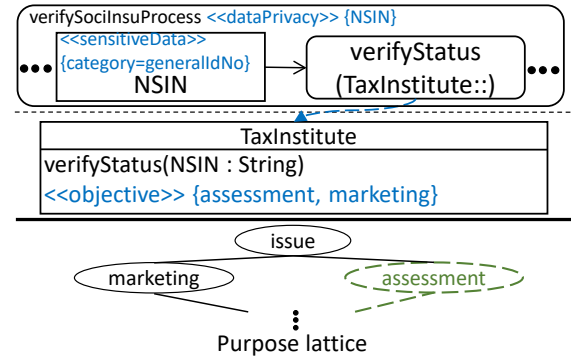 verifySociInsuProcess <<dataPrivacy>> {NSIN}
<<sensitiveData>>
{category=generalIdNo}
NSIN
verifyStatus
(TaxInstitute::)
TaxInstitute
verifyStatus(NSIN : String)
<<objective>> {assessment, marketing}
issue
marketing
assessment
Purpose lattice